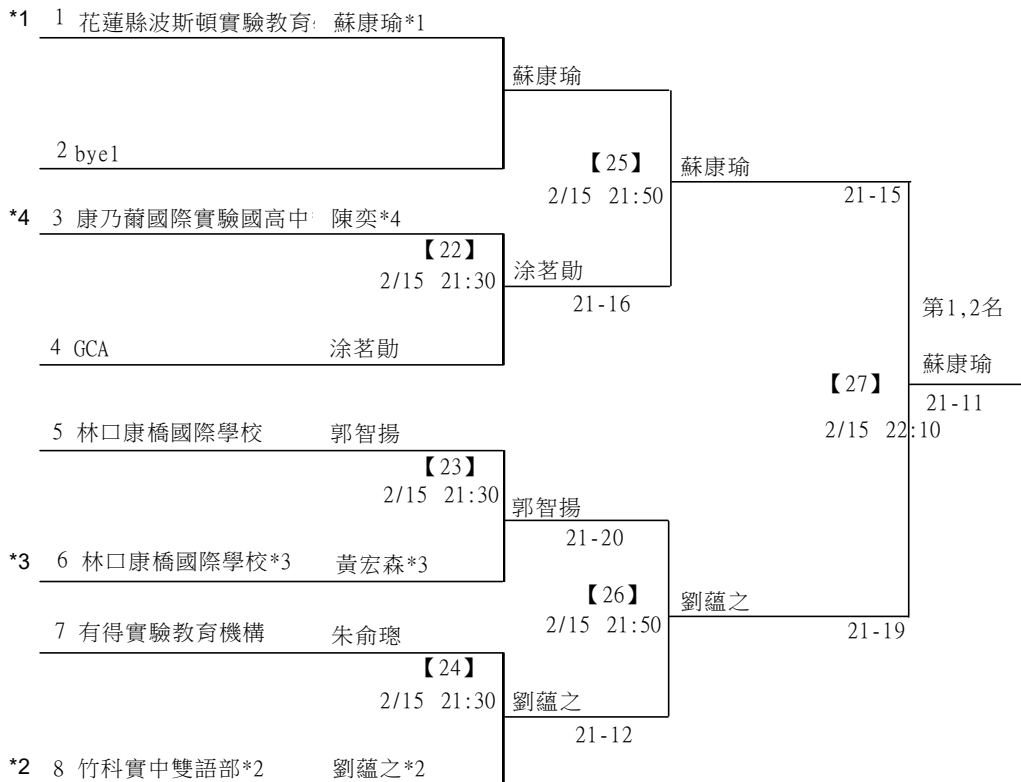 *1 1 花蓮縣波斯頓實驗教育 蘇康瑜*1
蘇康瑜
2 bye1
【25】
2/15 21:50
蘇康瑜
21-15
*4 3 康乃薾國際實驗國高中 陳奕*4
【22】
2/15 21:30
涂茗勛
21-16
4 GCA 涂茗勛
第1,2名
蘇康瑜
21-11
【27】
2/15 22:10
5 林口康橋國際學校 郭智揚
【23】
2/15 21:30
郭智揚
21-20
*3 6 林口康橋國際學校*3 黃宏森*3
【26】
2/15 21:50
劉蘊之
21-19
7 有得實驗教育機構 朱俞璁
【24】
2/15 21:30
劉蘊之
21-12
*2 8 竹科實中雙語部*2 劉蘊之*2